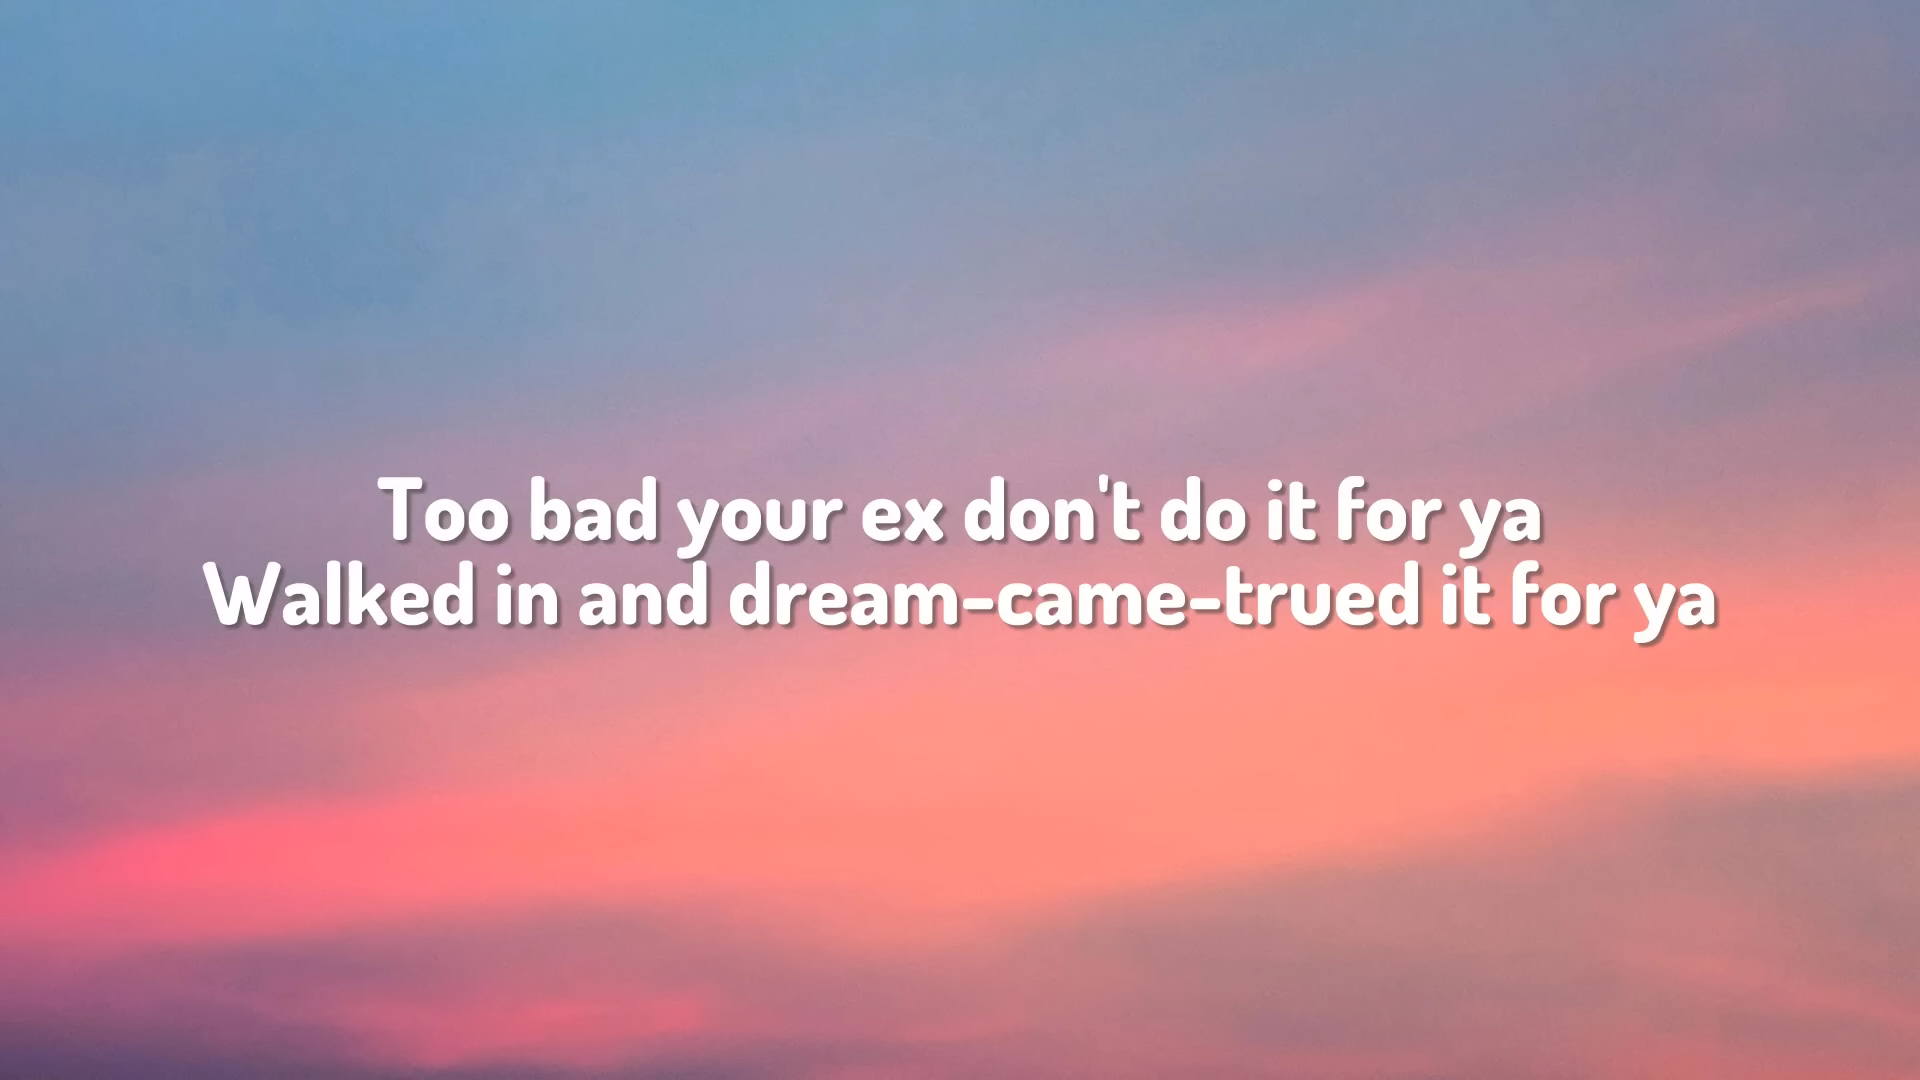 Too bad your ex don't do it for ya
Walked in and dream-came-trued it for ya